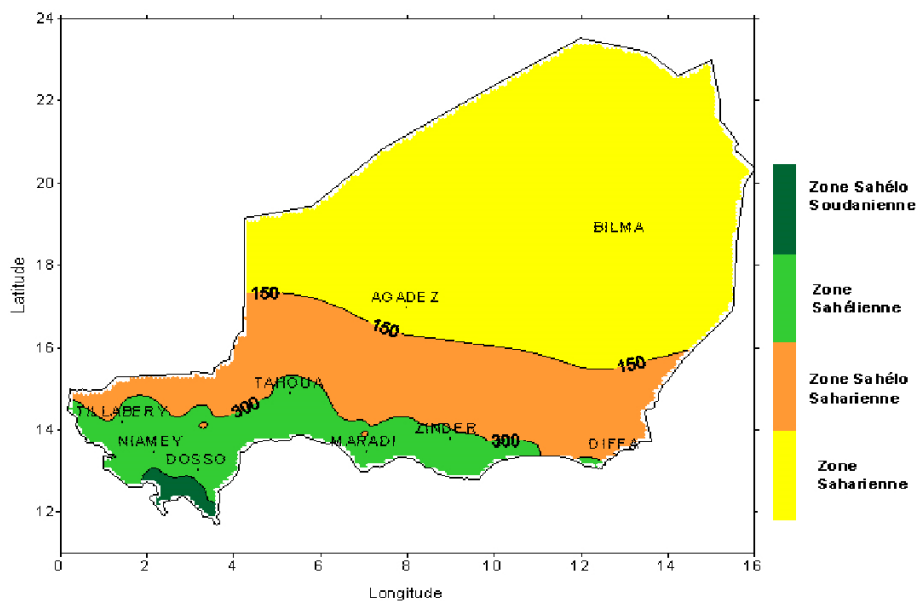 24
22
20
18
16
14
12
Latitude
BILMA
AGADEZ
150
150
150
TAHOUA
300
TILLABERY
NIAMEY
DOSSO
MARADI
ZINDER
300
DIFFA
0 2 4 6 8 10 12 14 16
Longitude
Zone Sahélo
Soudanienne
Zone
Sahélienne
Zone Sahélo
Saharienne
Zone
Saharienne